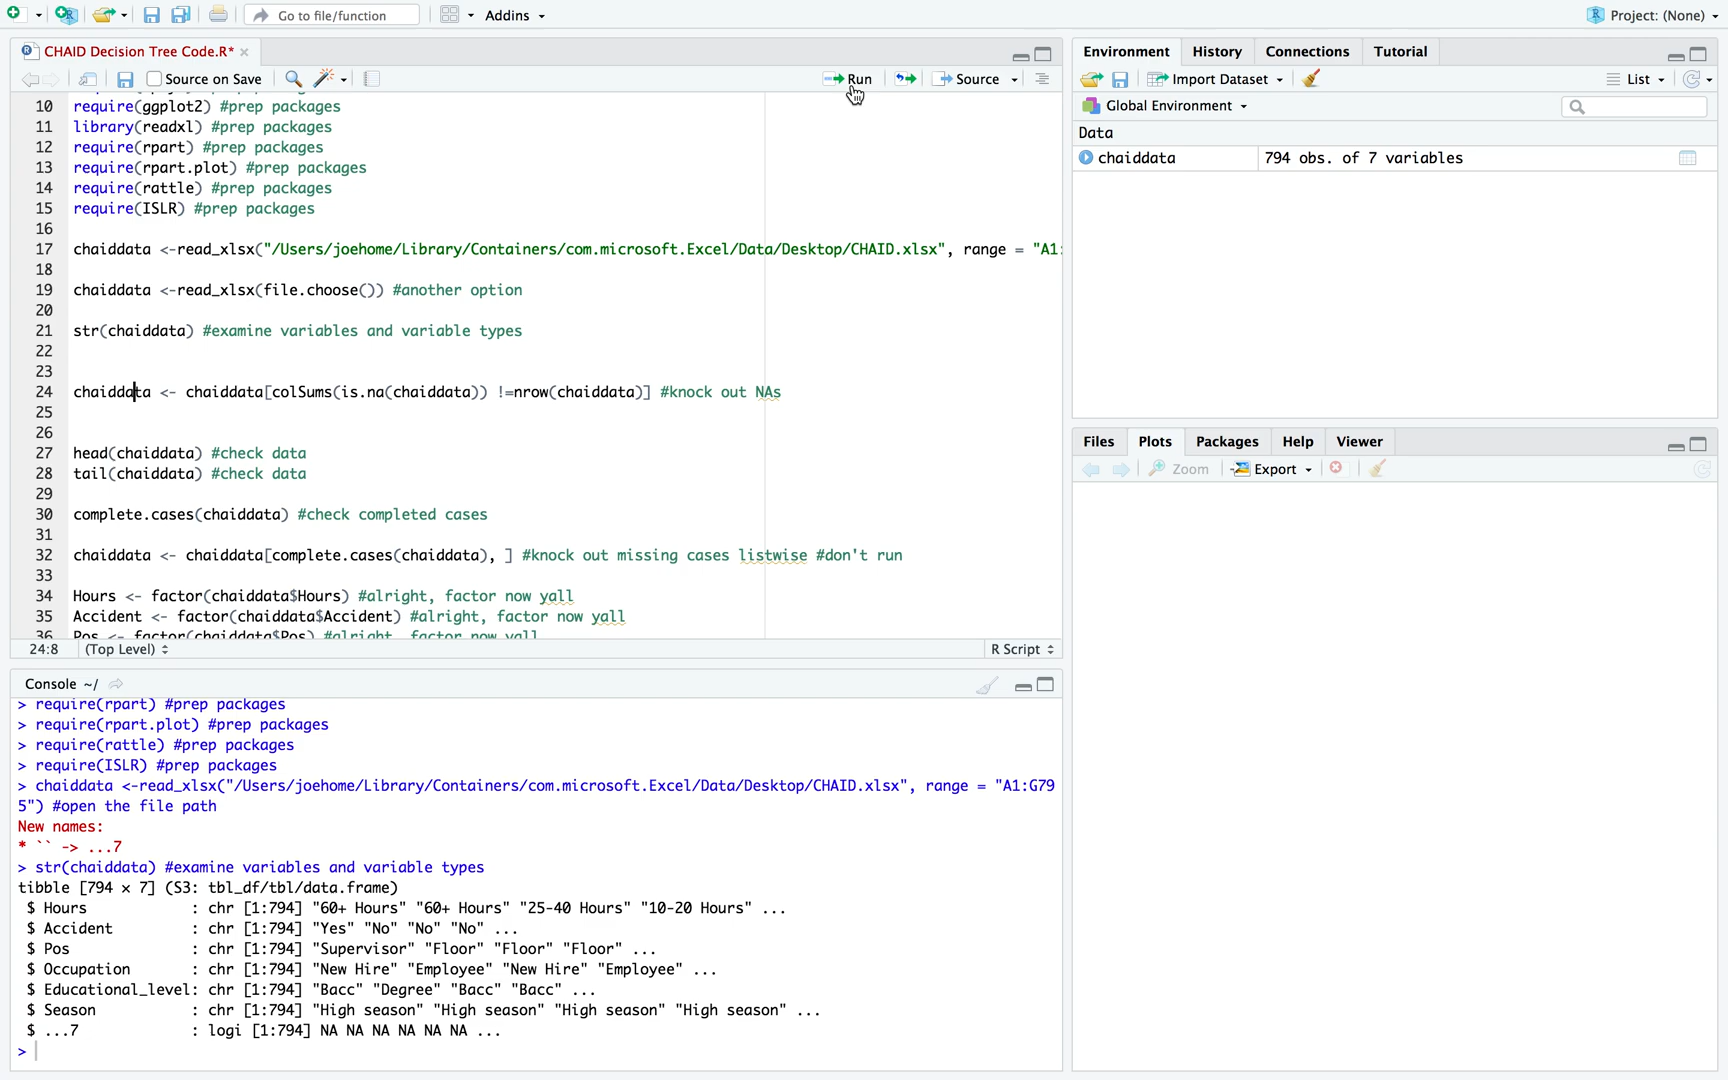 Go to file/function
Addins
Project: (None)
CHAID Decision Tree Code.R*
Source on Save
Run
Source
10 require(ggplot2) #prep packages
11 library(readxl) #prep packages
12 require(rpart) #prep packages
13 require(rpart.plot) #prep packages
14 require(rattle) #prep packages
15 require(ISLR) #prep packages
16
17 chaiddata <-read_xlsx("/Users/joehome/Library/Containers/com.microsoft.Excel/Data/Desktop/CHAID.xlsx", range = "A1:
18
19 chaiddata <-read_xlsx(file.choose()) #another option
20
21 str(chaiddata) #examine variables and variable types
22
23
24 chaiddata <- chaiddata[colSums(is.na(chaiddata)) !=nrow(chaiddata)] #knock out NAs
25
26
27 head(chaiddata) #check data
28 tail(chaiddata) #check data
29
30 complete.cases(chaiddata) #check completed cases
31
32 chaiddata <- chaiddata[complete.cases(chaiddata), ] #knock out missing cases listwise #don't run
33
34 Hours <- factor(chaiddata$Hours) #alright, factor now yall
35 Accident <- factor(chaiddata$Accident) #alright, factor now yall
36 Pos <- factor(chaiddata$Pos) #alright, factor now yall
24:8 (Top Level) R Script
Console ~/
> require(rpart) #prep packages
> require(rpart.plot) #prep packages
> require(rattle) #prep packages
> require(ISLR) #prep packages
> chaiddata <-read_xlsx("/Users/joehome/Library/Containers/com.microsoft.Excel/Data/Desktop/CHAID.xlsx", range = "A1:G79
5") #open the file path
New names:
* `` -> ...7
> str(chaiddata) #examine variables and variable types
tibble [794 × 7] (S3: tbl_df/tbl/data.frame)
$ Hours : chr [1:794] "60+ Hours" "60+ Hours" "25-40 Hours" "10-20 Hours" ...
$ Accident : chr [1:794] "Yes" "No" "No" "No" ...
$ Pos : chr [1:794] "Supervisor" "Floor" "Floor" "Floor" ...
$ Occupation : chr [1:794] "New Hire" "Employee" "New Hire" "Employee" ...
$ Educational_level: chr [1:794] "Bacc" "Degree" "Bacc" "Bacc" ...
$ Season : chr [1:794] "High season" "High season" "High season" "High season" ...
$ ...7 : logi [1:794] NA NA NA NA NA NA ...
>
Environment History Connections Tutorial
Import Dataset List
Global Environment
Data
chaiddata 794 obs. of 7 variables
Files Plots Packages Help Viewer
Zoom Export